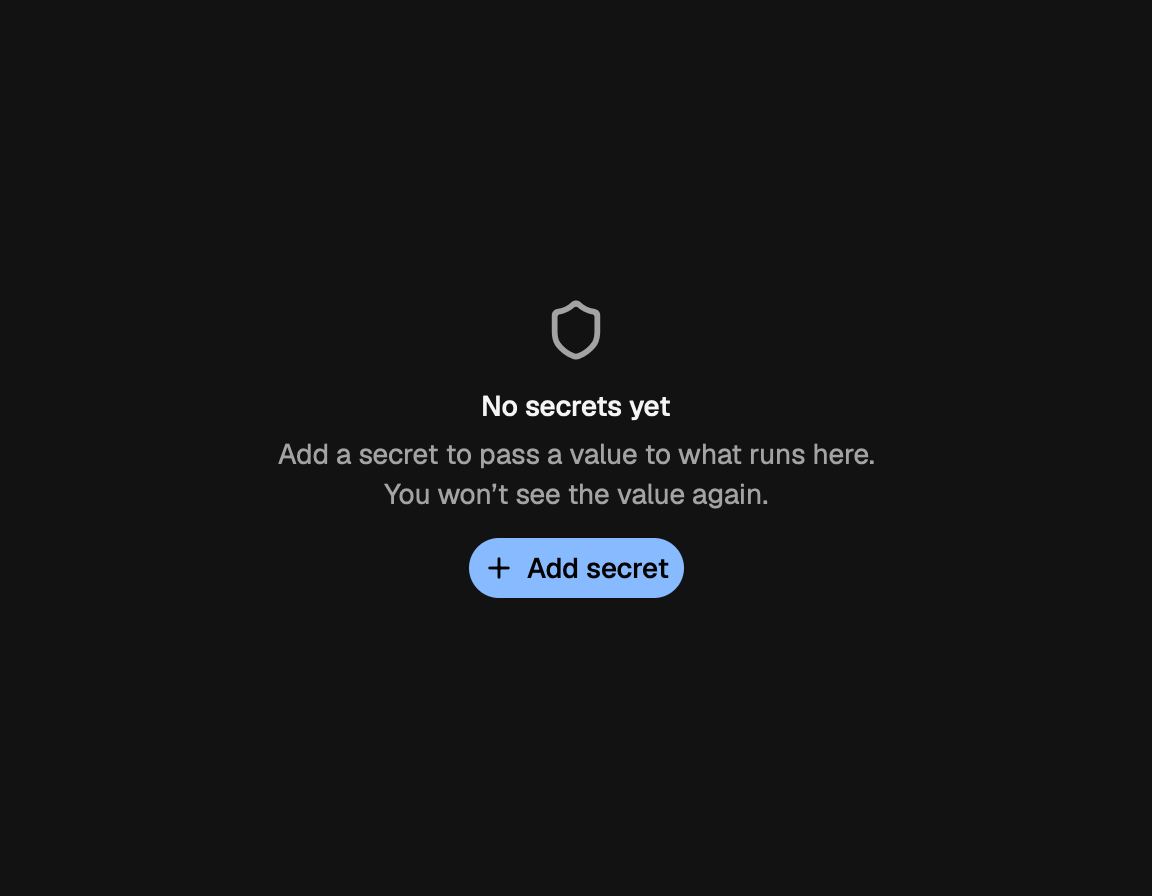 No secrets yet
Add a secret to pass a value to what runs here.
You won’t see the value again.
Add secret